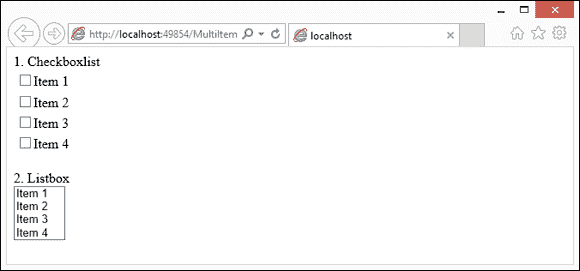 http://localhost:49854/MultiItem
localhost
1. Checkboxlist
Item 1
Item 2
Item 3
Item 4
2. Listbox
Item 1
Item 2
Item 3
Item 4